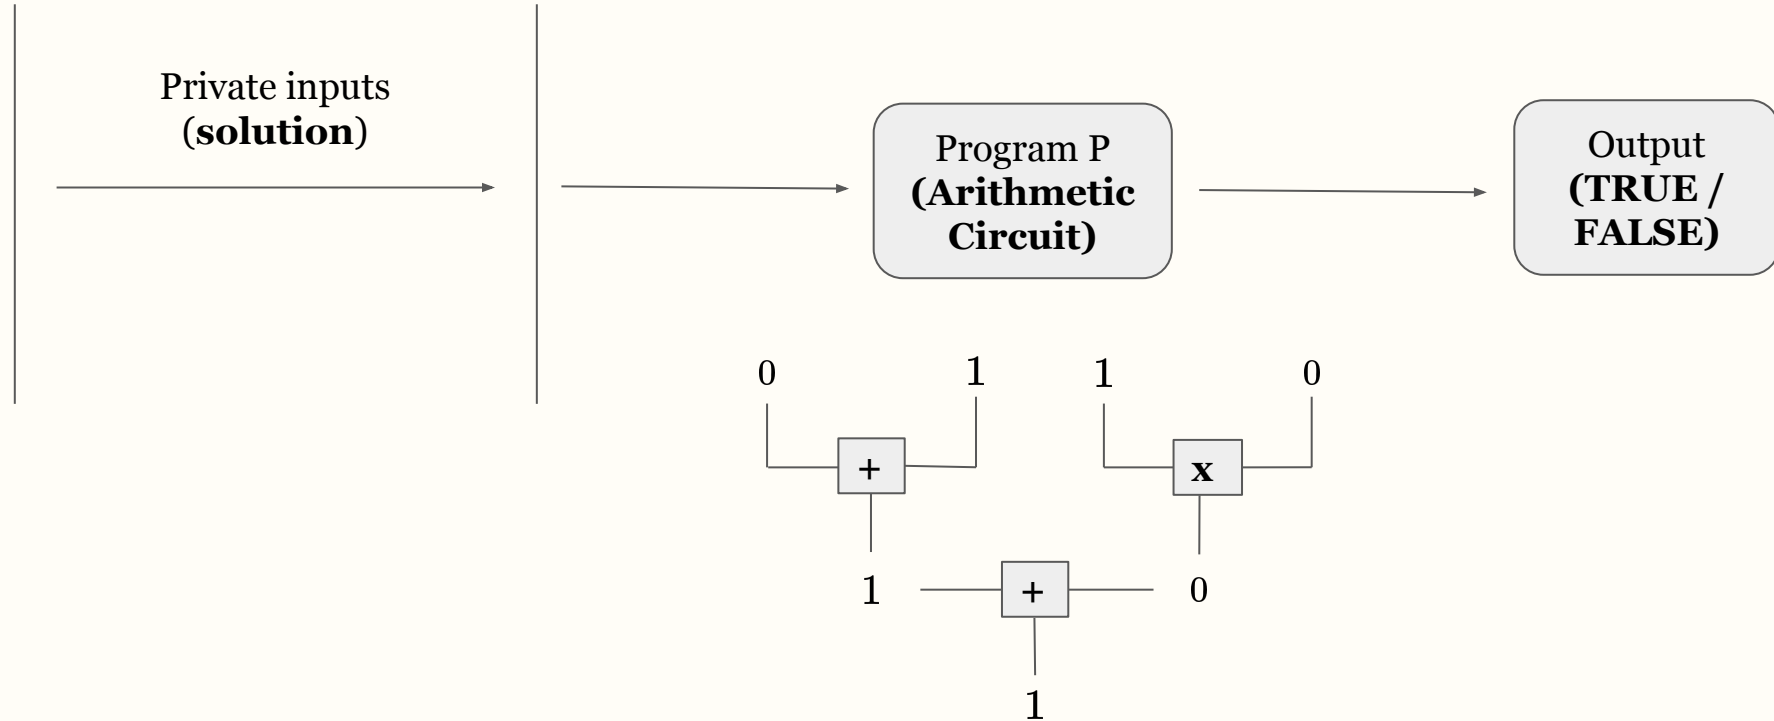 Private inputs
(solution)
Program P
(Arithmetic
Circuit)
Output
(TRUE /
FALSE)
0 1 1 0
+ x
1 + 0
1